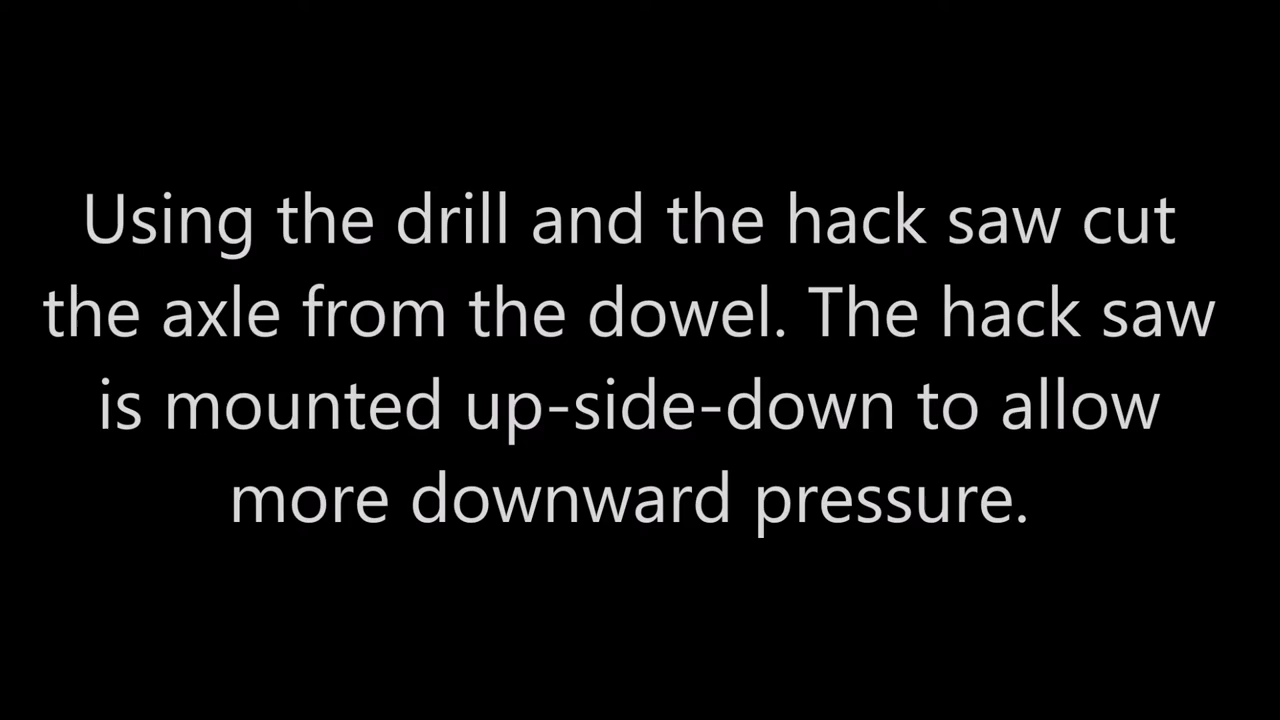 Using the drill and the hack saw cut
the axle from the dowel. The hack saw
is mounted up-side-down to allow
more downward pressure.